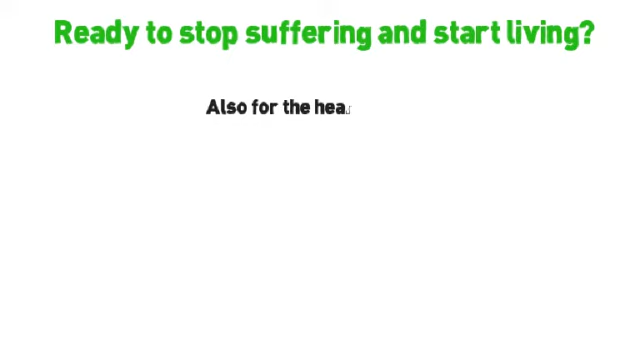 Ready to stop suffering and start living?
Also for the hea